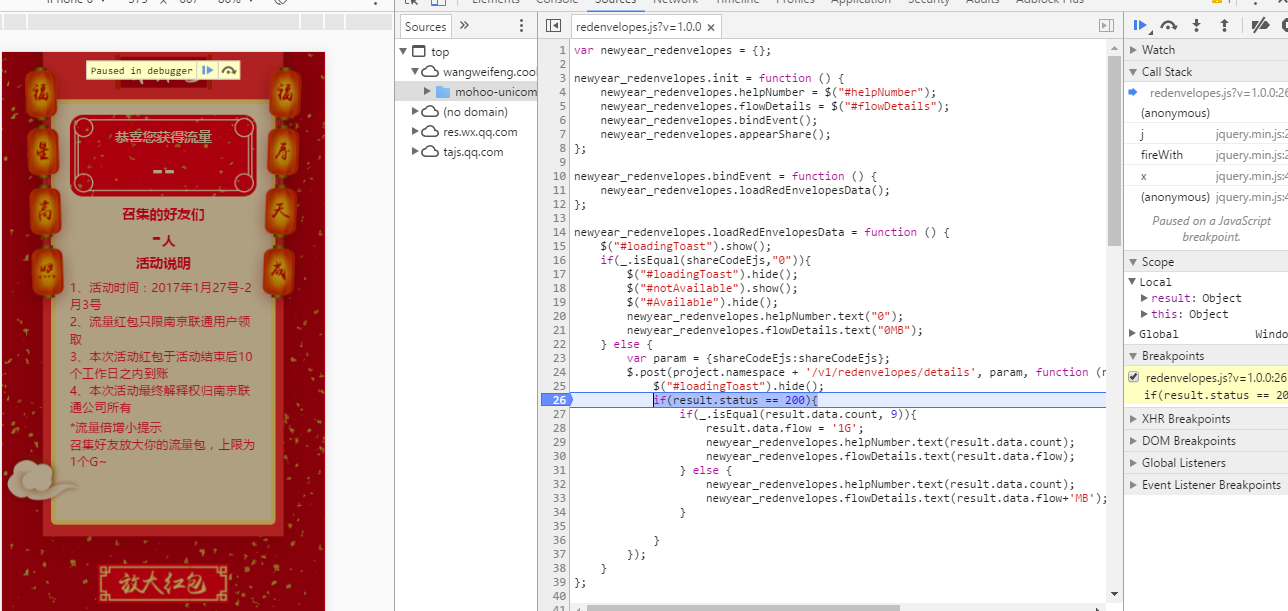 Elements Console Sources Network Timeline Profiles Application Security Audits Adblock Plus
Paused in debugger
福
星
高
照
福
寿
天
成
恭喜您获得流量
--
召集的好友们
-人
活动说明
1、活动时间：2017年1月27号-2
月3号
2、流量红包只限南京联通用户领
取
3、本次活动红包于活动结束后10
个工作日之内到账
4、本次活动最终解释权归南京联
通公司所有
*流量倍增小提示
召集好友放大你的流量包，上限为
1个G~
放大红包
Sources
top
wangweifeng.cool
mohoo-unicom
(no domain)
res.wx.qq.com
tajs.qq.com
redenvelopes.js?v=1.0.0 ×
1 var newyear_redenvelopes = {};
2
3 newyear_redenvelopes.init = function () {
4 newyear_redenvelopes.helpNumber = $("#helpNumber");
5 newyear_redenvelopes.flowDetails = $("#flowDetails");
6 newyear_redenvelopes.bindEvent();
7 newyear_redenvelopes.appearShare();
8 };
9
10 newyear_redenvelopes.bindEvent = function () {
11 newyear_redenvelopes.loadRedEnvelopesData();
12 };
13
14 newyear_redenvelopes.loadRedEnvelopesData = function () {
15 $("#loadingToast").show();
16 if(_.isEqual(shareCodeEjs,"0")){
17 $("#loadingToast").hide();
18 $("#notAvailable").show();
19 $("#Available").hide();
20 newyear_redenvelopes.helpNumber.text("0");
21 newyear_redenvelopes.flowDetails.text("0MB");
22 } else {
23 var param = {shareCodeEjs:shareCodeEjs};
24 $.post(project.namespace + '/v1/redenvelopes/details', param, function (r
25 $("#loadingToast").hide();
26 if(result.status == 200){
27 if(_.isEqual(result.data.count, 9)){
28 result.data.flow = '1G';
29 newyear_redenvelopes.helpNumber.text(result.data.count);
30 newyear_redenvelopes.flowDetails.text(result.data.flow);
31 } else {
32 newyear_redenvelopes.helpNumber.text(result.data.count);
33 newyear_redenvelopes.flowDetails.text(result.data.flow+'MB');
34 }
35
36 }
37 });
38 }
39 };
40
41
Watch
Call Stack
redenvelopes.js?v=1.0.0:26
(anonymous)
j jquery.min.js:2
fireWith jquery.min.js:2
x jquery.min.js:4
(anonymous) jquery.min.js:4
Paused on a JavaScript
breakpoint.
Scope
Local
result: Object
this: Object
Global Windo
Breakpoints
redenvelopes.js?v=1.0.0:26
if(result.status == 20
XHR Breakpoints
DOM Breakpoints
Global Listeners
Event Listener Breakpoints